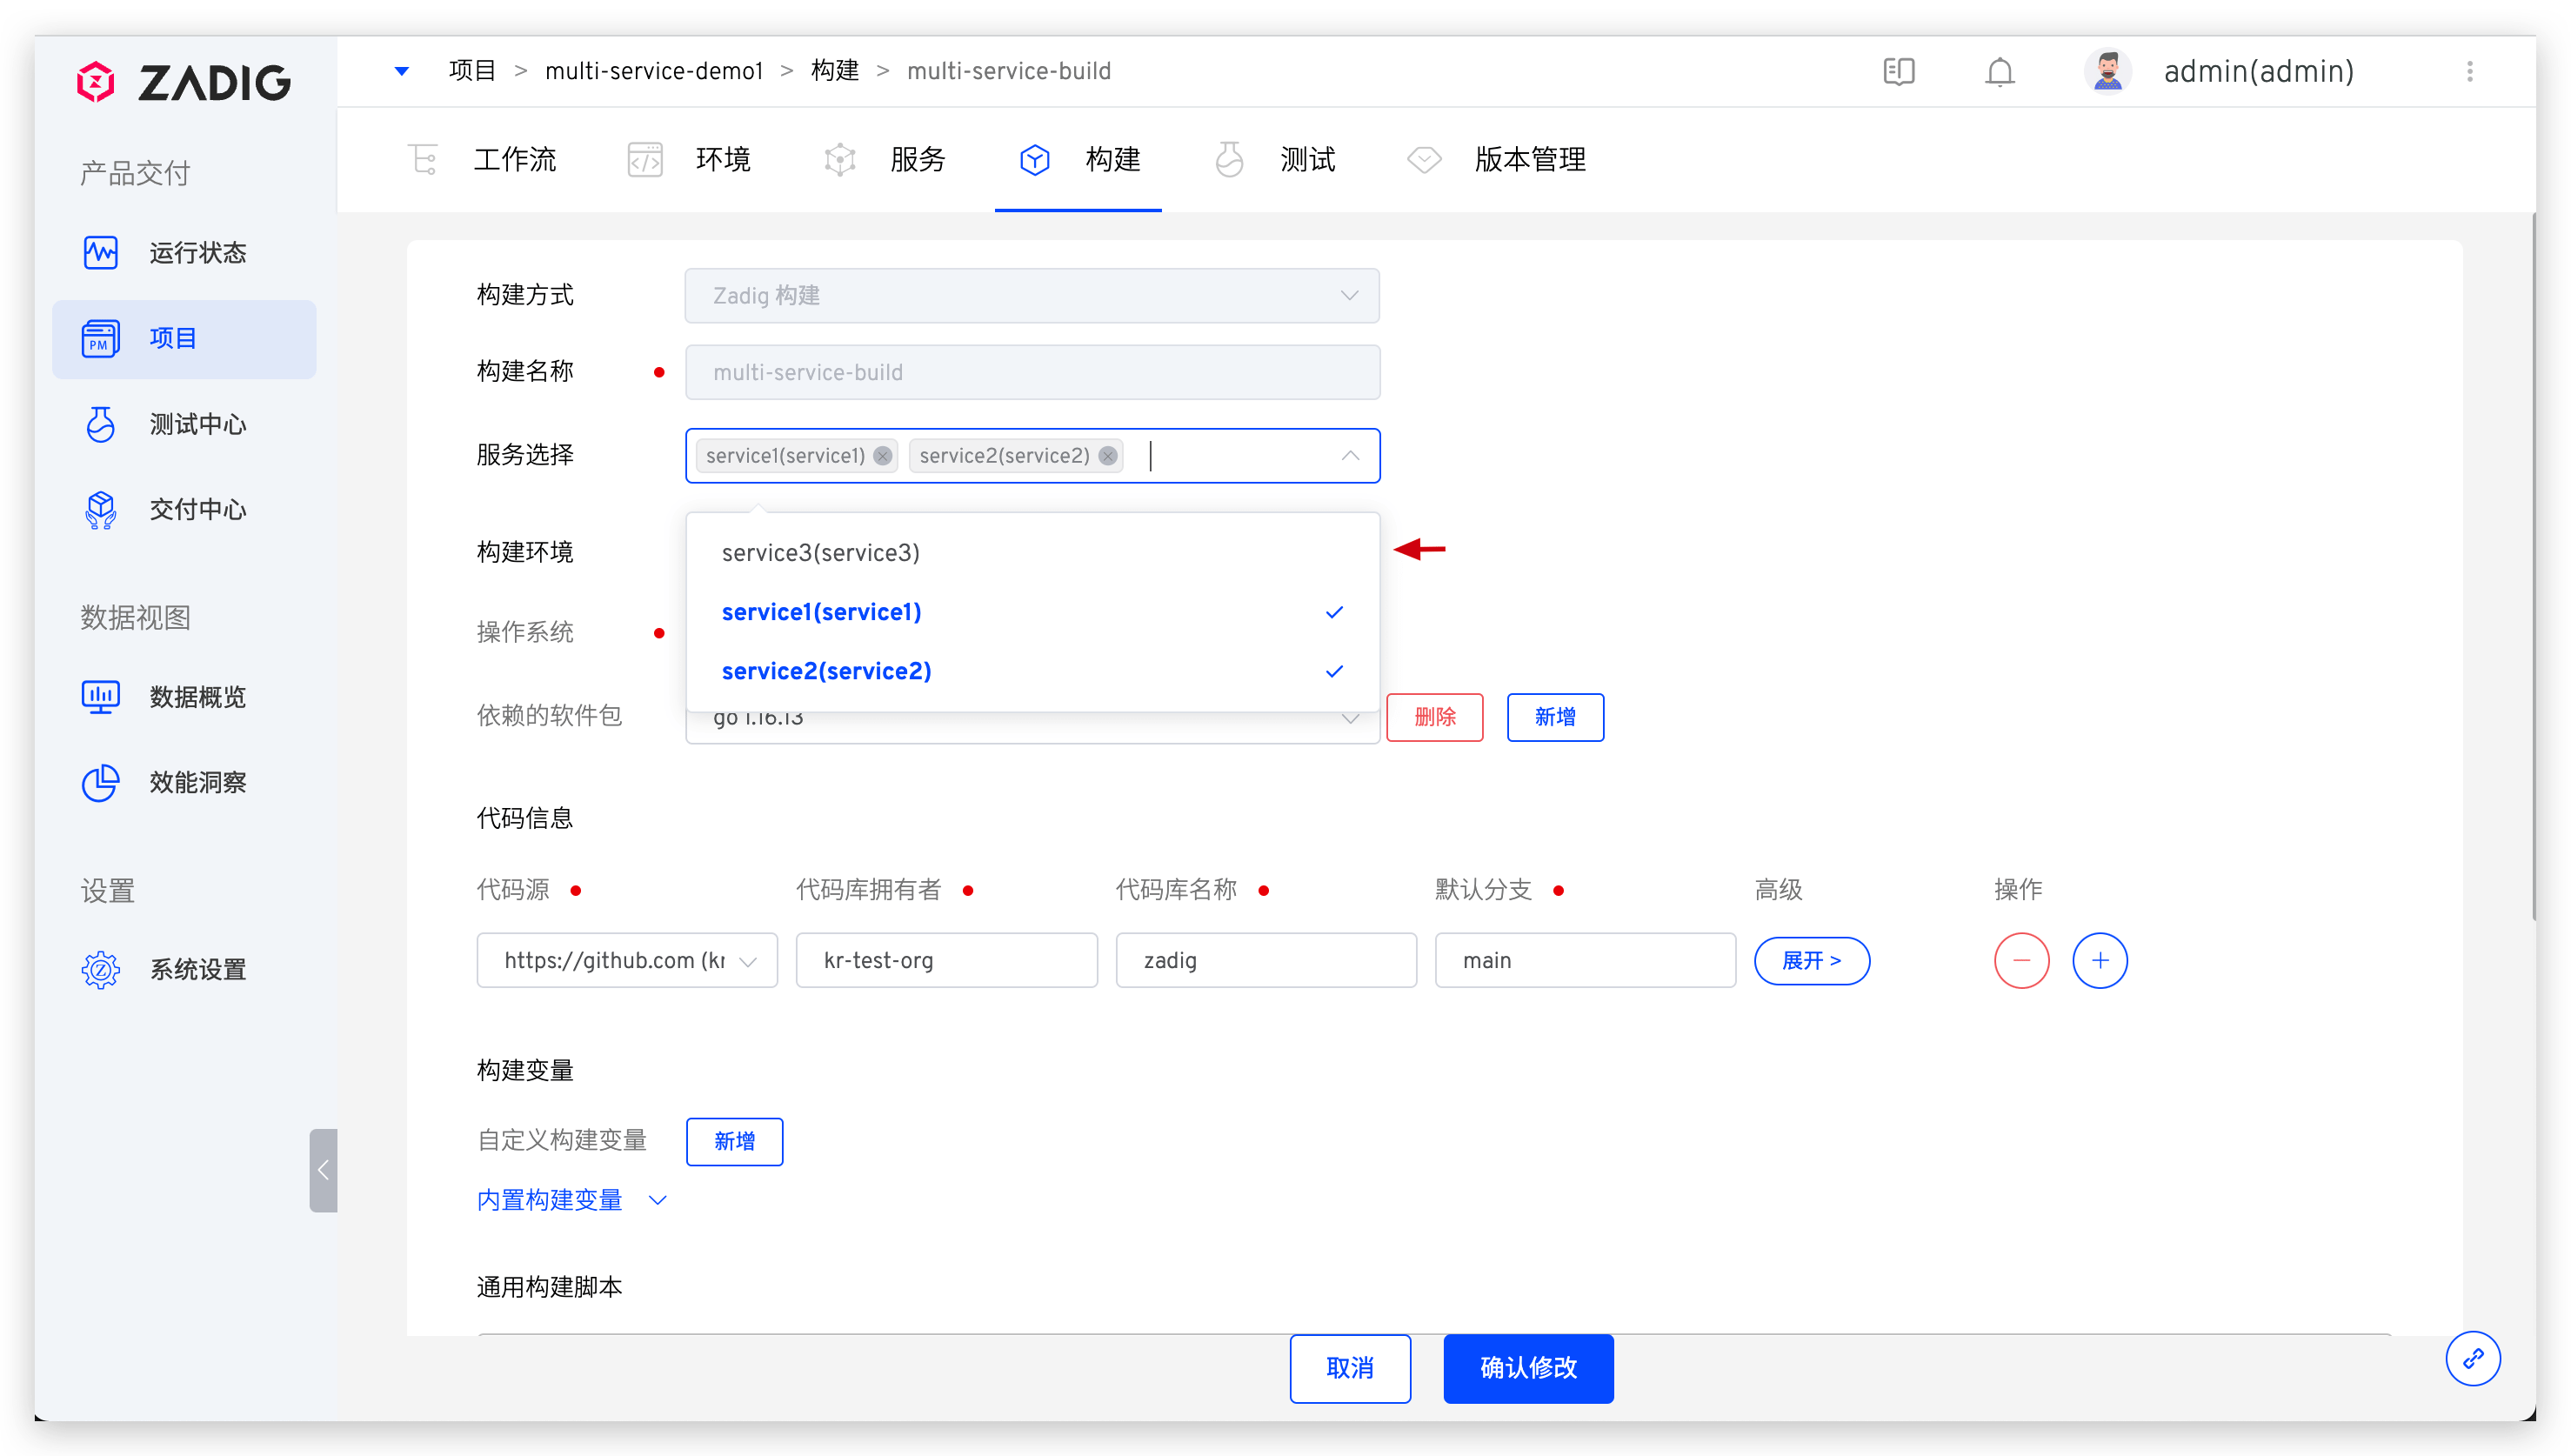 ZADIG
项目 > multi-service-demo1 > 构建 > multi-service-build
admin(admin)
工作流 环境 服务 构建 测试 版本管理
产品交付
运行状态
PM 项目
测试中心
交付中心
数据视图
数据概览
效能洞察
设置
系统设置
构建方式 Zadig 构建
构建名称 multi-service-build
服务选择 service1(service1) service2(service2)
构建环境
service3(service3)
service1(service1)
service2(service2)
操作系统
依赖的软件包 go 1.16.13 删除 新增
代码信息
代码源 代码库拥有者 代码库名称 默认分支 高级 操作
https://github.com (kr kr-test-org zadig main 展开 >
构建变量
自定义构建变量 新增
内置构建变量
通用构建脚本
取消 确认修改